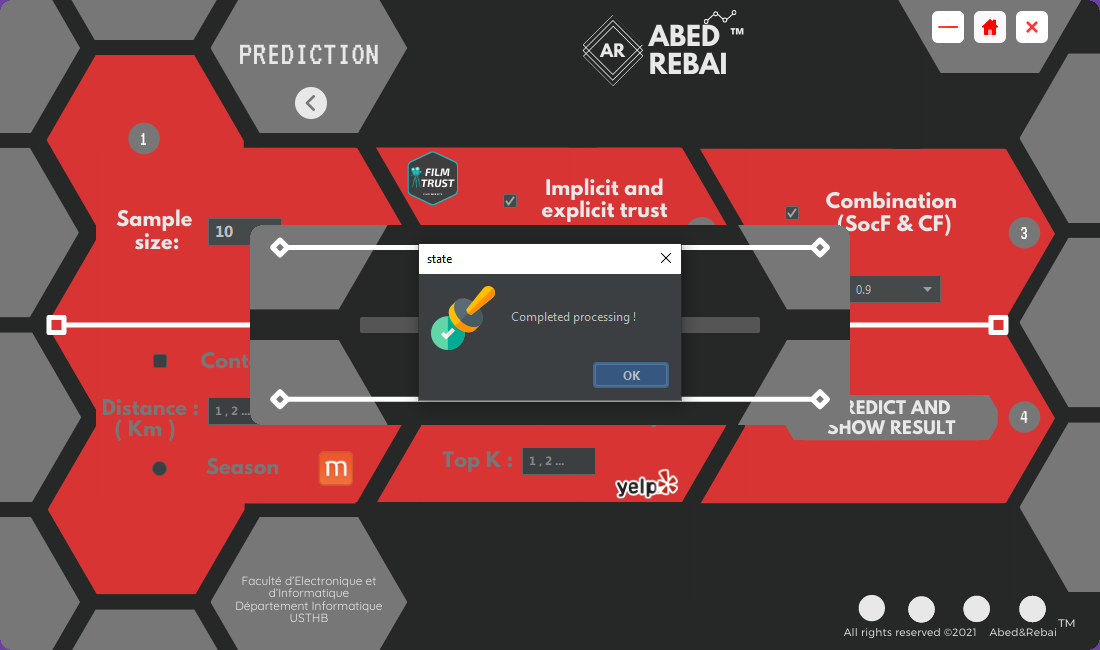 PREDICTION
AR
ABED
REBAI
TM
1
FILM
TRUST
Implicit and
explicit trust
Combination
(SocF & CF)
3
Sample
size:
10
state
Completed processing !
OK
0.9
Cont
Distance :
( Km )
1 , 2 ...
REDICT AND
SHOW RESULT
4
Season
m
Top K :
1 , 2 ...
yelp
Faculté d'Electronique et
d'Informatique
Département Informatique
USTHB
All rights reserved ©2021 Abed&Rebai TM